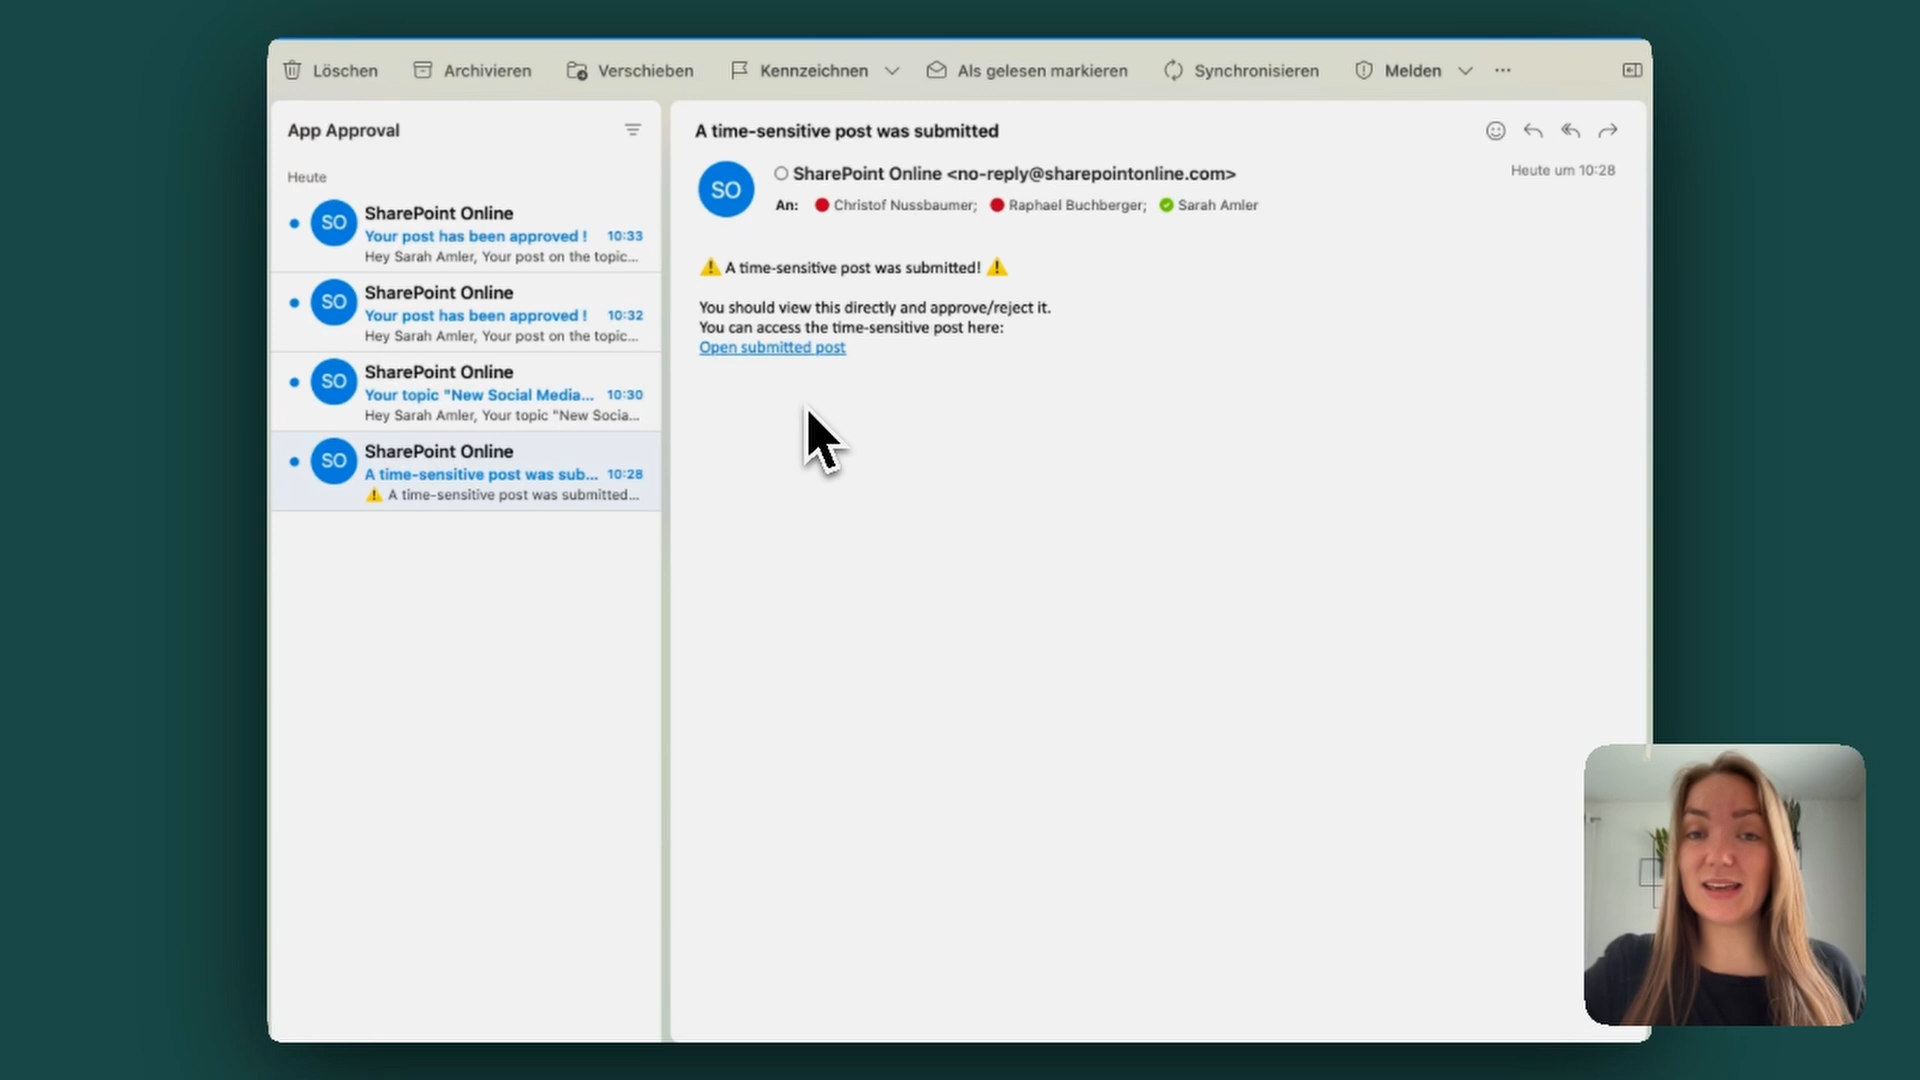 Löschen Archivieren Verschieben Kennzeichnen Als gelesen markieren Synchronisieren Melden
App Approval
Heute
SO SharePoint Online
Your post has been approved ! 10:33
Hey Sarah Amler, Your post on the topic...
SO SharePoint Online
Your post has been approved ! 10:32
Hey Sarah Amler, Your post on the topic...
SO SharePoint Online
Your topic "New Social Media... 10:30
Hey Sarah Amler, Your topic "New Socia...
SO SharePoint Online
A time-sensitive post was sub... 10:28
⚠️ A time-sensitive post was submitted...
A time-sensitive post was submitted
SO SharePoint Online <no-reply@sharepointonline.com> Heute um 10:28
An: Christof Nussbaumer; Raphael Buchberger; Sarah Amler
⚠️ A time-sensitive post was submitted! ⚠️
You should view this directly and approve/reject it.
You can access the time-sensitive post here:
Open submitted post